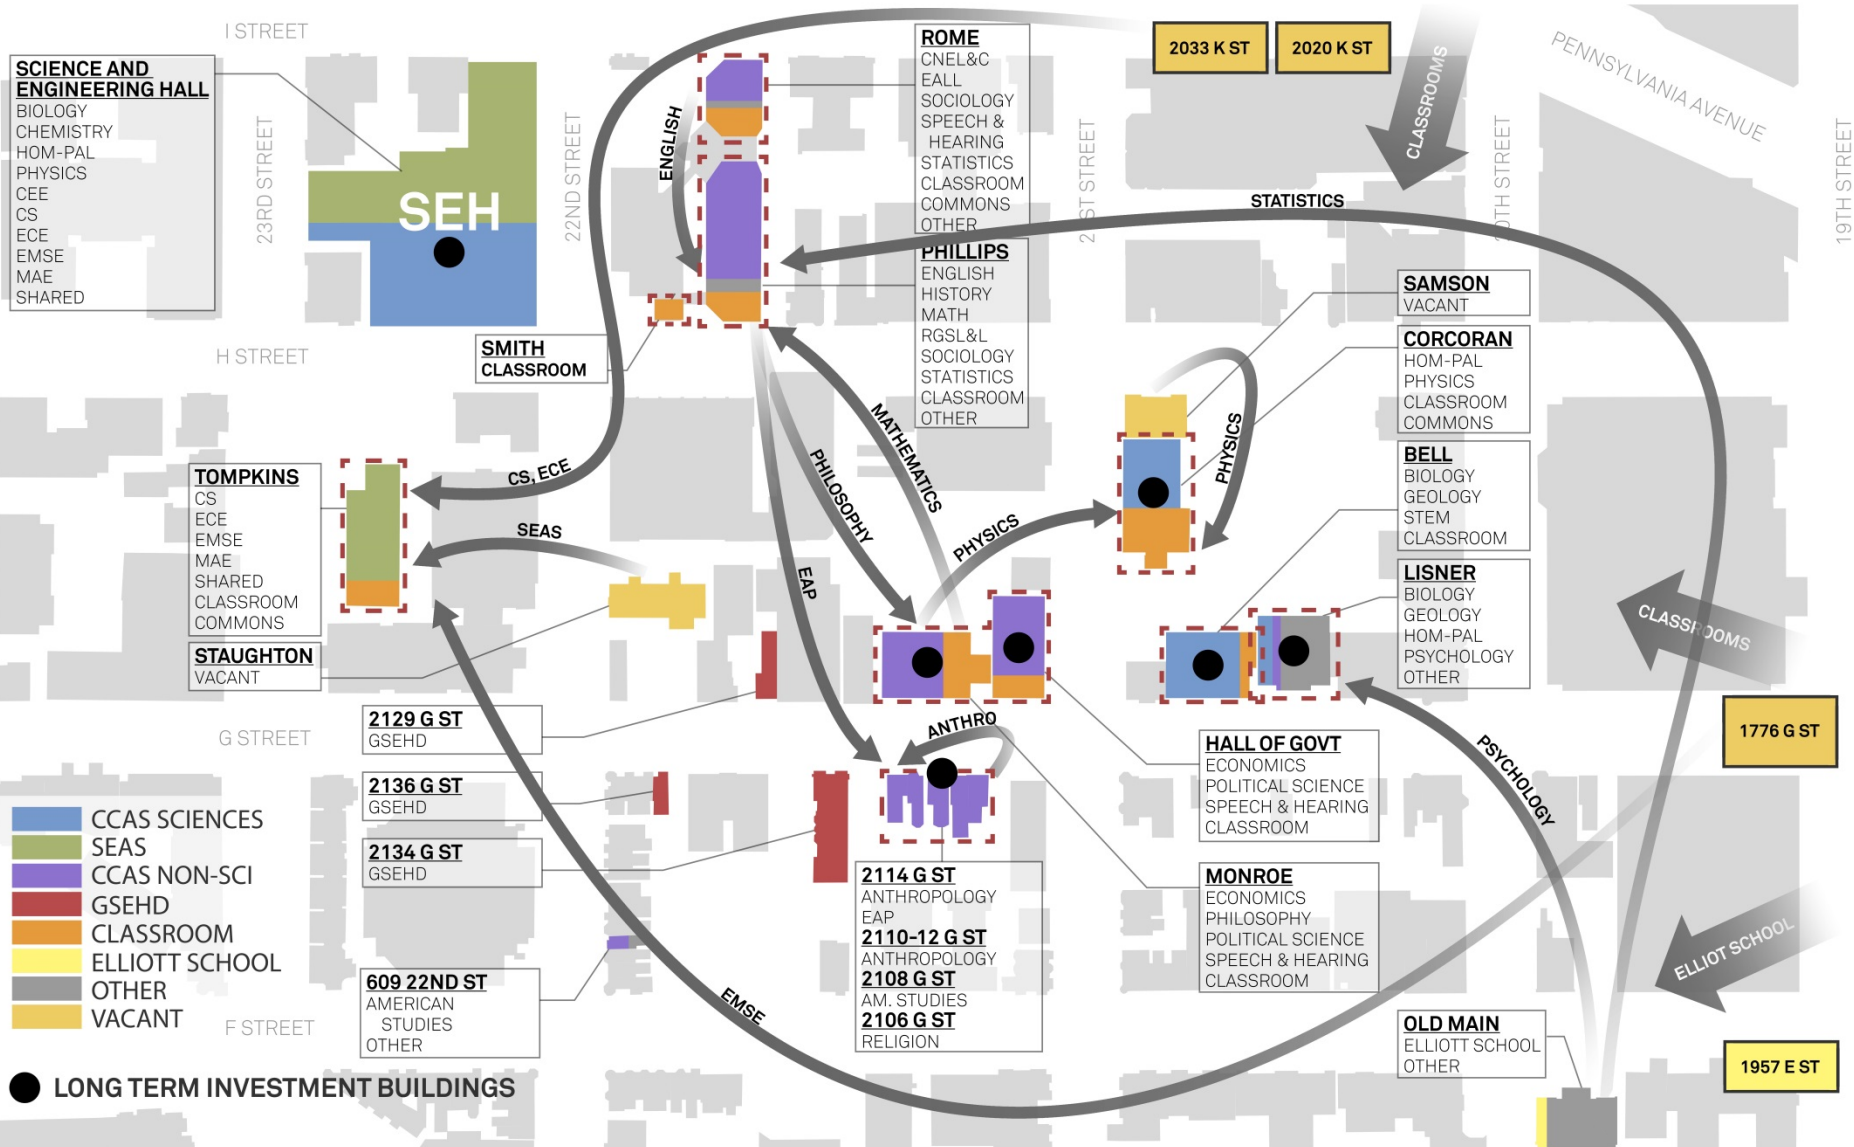 I STREET
2033 K ST
2020 K ST
CLASSROOMS
PENNSYLVANIA AVENUE
SCIENCE AND
ENGINEERING HALL
BIOLOGY
CHEMISTRY
HOM-PAL
PHYSICS
CEE
CS
ECE
EMSE
MAE
SHARED
23RD STREET
SEH
22ND STREET
ENGLISH
ROME
CNEL&C
EALL
SOCIOLOGY
SPEECH &
HEARING
STATISTICS
CLASSROOM
COMMONS
OTHER
PHILLIPS
ENGLISH
HISTORY
MATH
RGSL&L
SOCIOLOGY
STATISTICS
CLASSROOM
OTHER
21ST STREET
STATISTICS
20TH STREET
19TH STREET
SAMSON
VACANT
CORCORAN
HOM-PAL
PHYSICS
CLASSROOM
COMMONS
BELL
BIOLOGY
GEOLOGY
STEM
CLASSROOM
LISNER
BIOLOGY
GEOLOGY
HOM-PAL
PSYCHOLOGY
OTHER
H STREET
SMITH
CLASSROOM
MATHEMATICS
PHILOSOPHY
PHYSICS
PHYSICS
CS, ECE
SEAS
EAP
TOMPKINS
CS
ECE
EMSE
MAE
SHARED
CLASSROOM
COMMONS
STAUGHTON
VACANT
CLASSROOMS
1776 G ST
G STREET
2129 G ST
GSEHD
2136 G ST
GSEHD
2134 G ST
GSEHD
ANTHRO
HALL OF GOVT
ECONOMICS
POLITICAL SCIENCE
SPEECH & HEARING
CLASSROOM
PSYCHOLOGY
MONROE
ECONOMICS
PHILOSOPHY
POLITICAL SCIENCE
SPEECH & HEARING
CLASSROOM
2114 G ST
ANTHROPOLOGY
EAP
2110-12 G ST
ANTHROPOLOGY
2108 G ST
AM. STUDIES
2106 G ST
RELIGION
ELLIOT SCHOOL
609 22ND ST
AMERICAN
STUDIES
OTHER
EMSE
OLD MAIN
ELLIOTT SCHOOL
OTHER
1957 E ST
F STREET
CCAS SCIENCES
SEAS
CCAS NON-SCI
GSEHD
CLASSROOM
ELLIOTT SCHOOL
OTHER
VACANT
LONG TERM INVESTMENT BUILDINGS